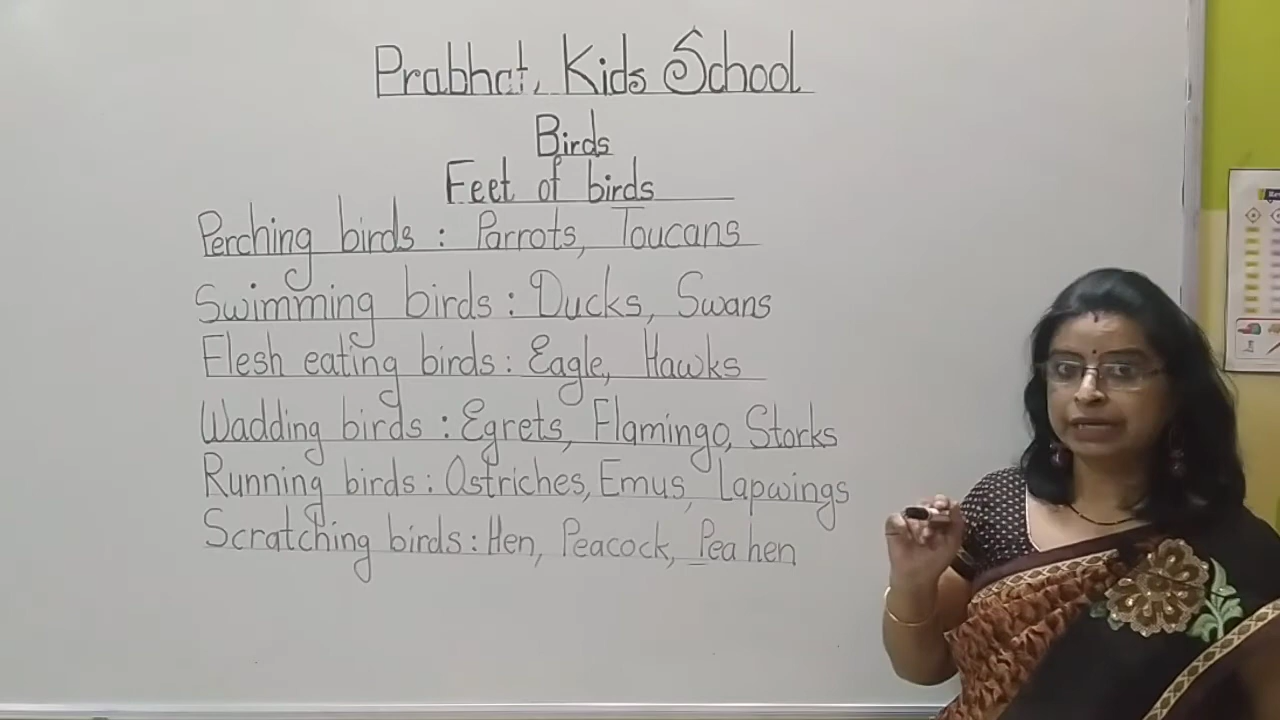 Prabhat, Kids School
Birds
Feet of birds
Perching birds : Parrots, Toucans
Swimming birds : Ducks, Swans
Flesh eating birds : Eagle, Hawks
Wadding birds : Egrets, Flamingo, Storks
Running birds : Ostriches, Emus, Lapwings
Scratching birds : Hen, Peacock, Pea hen